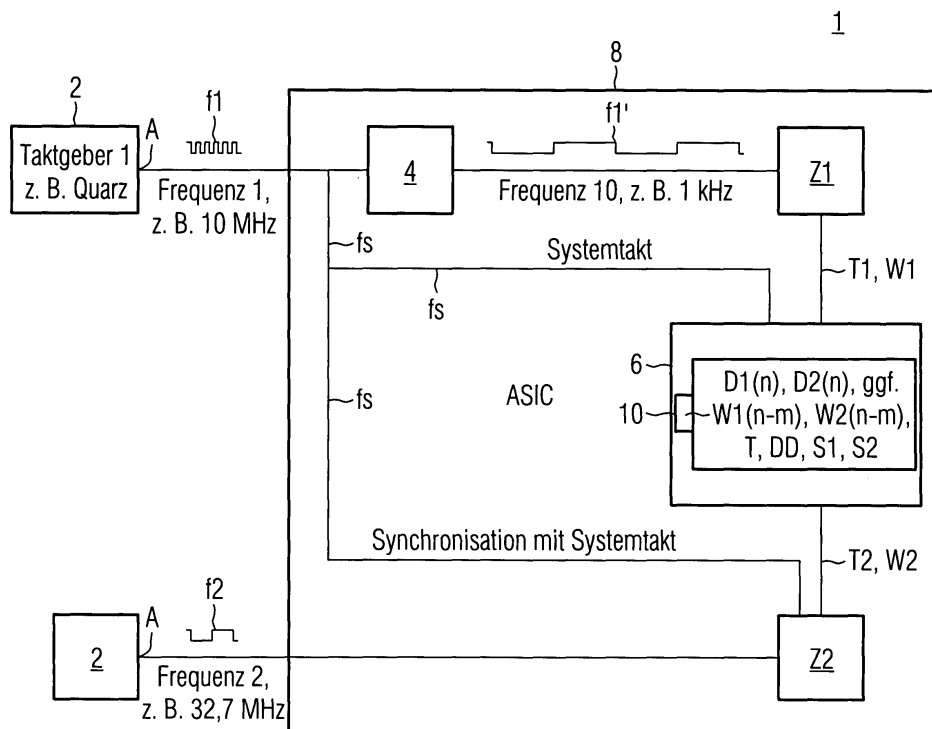 1
8
2
f1
f1'
A
Taktgeber 1
z. B. Quarz
4
Z1
Frequenz 1,
z. B. 10 MHz
Frequenz 10, z. B. 1 kHz
fs
Systemtakt
T1, W1
fs
6
D1(n), D2(n), ggf.
fs
ASIC
10
W1(n-m), W2(n-m),
T, DD, S1, S2
Synchronisation mit Systemtakt
T2, W2
f2
A
2
Z2
Frequenz 2,
z. B. 32,7 MHz